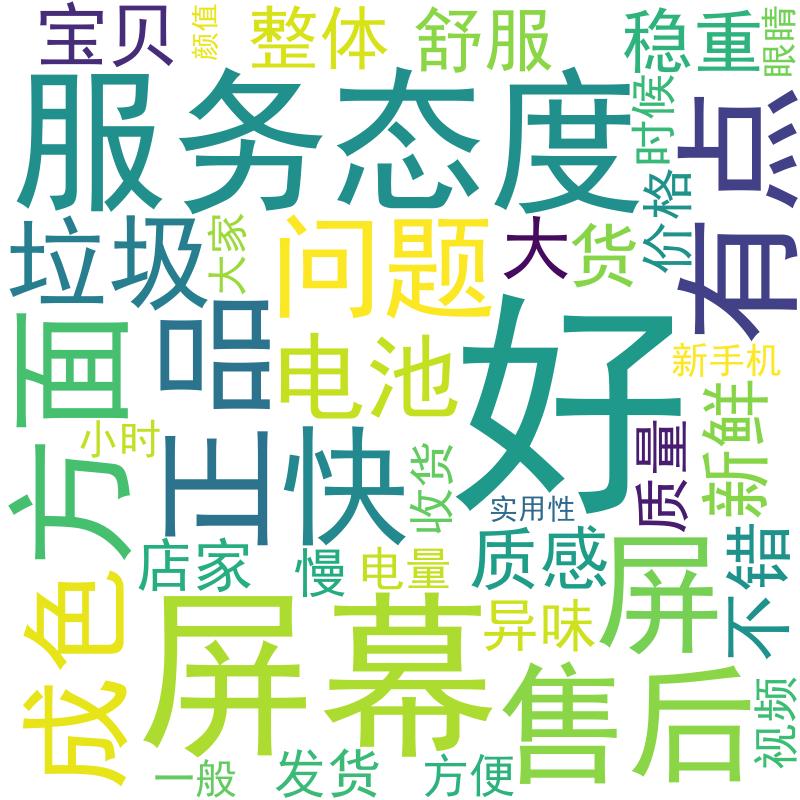 宝贝
颜值
整体
舒服
稳重
眼睛
服务态度
时候
有点
垃圾
大家
问题
大
货
价格
方面
正品
电池
好
新手机
小时
快
收货
质量
新鲜
实用性
店家
慢
电量
质感
屏
不错
成色
屏幕
异味
售后
视频
一般
发货
方便